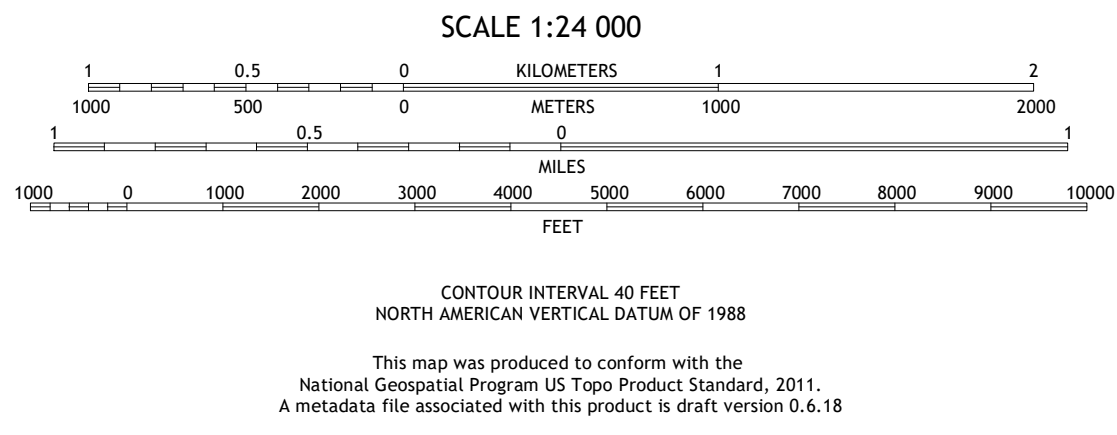 SCALE 1:24 000
1 0.5 0 KILOMETERS 1 2
1000 500 0 METERS 1000 2000
1 0.5 0 1
MILES
1000 0 1000 2000 3000 4000 5000 6000 7000 8000 9000 10000
FEET
CONTOUR INTERVAL 40 FEET
NORTH AMERICAN VERTICAL DATUM OF 1988
This map was produced to conform with the
National Geospatial Program US Topo Product Standard, 2011.
A metadata file associated with this product is draft version 0.6.18